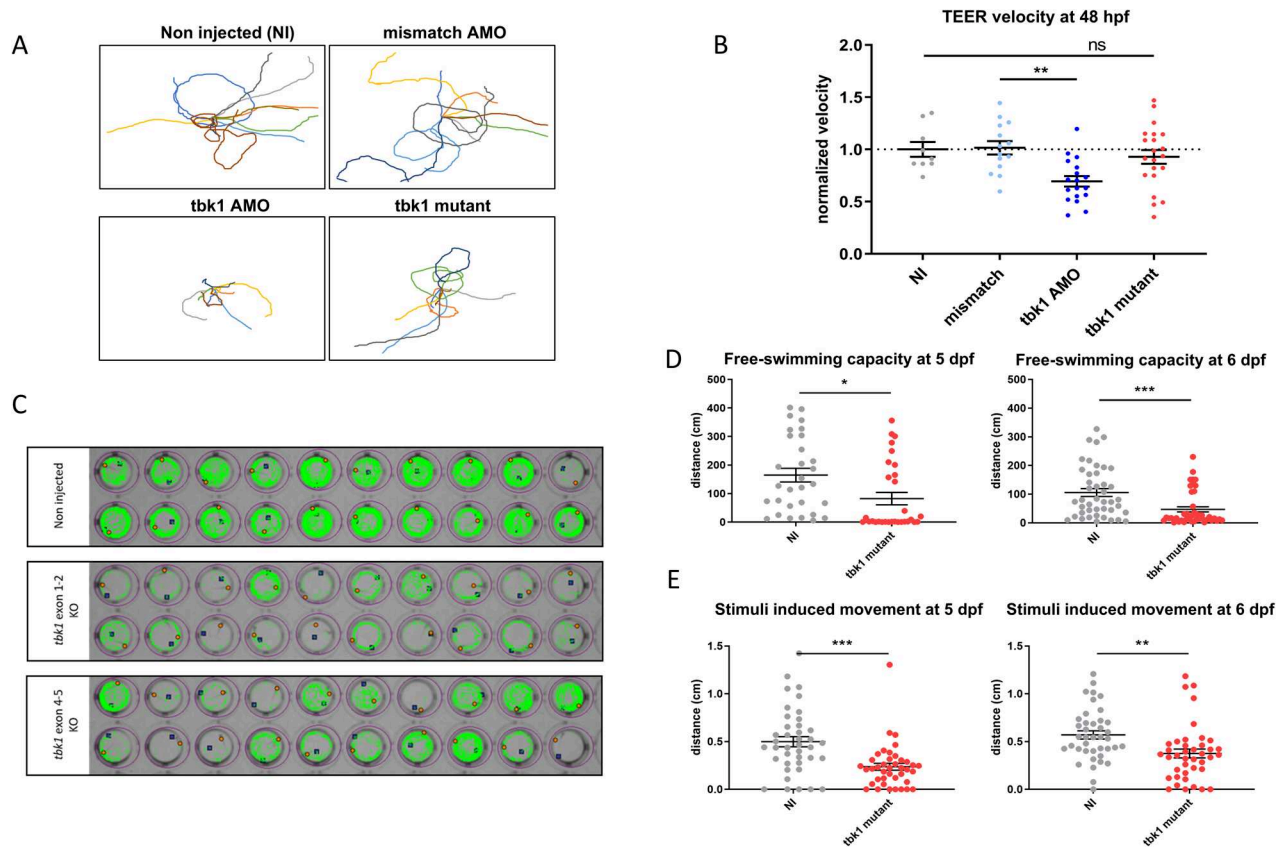 A
Non injected (NI)
mismatch AMO
tbk1 AMO
tbk1 mutant
B
TEER velocity at 48 hpf
normalized velocity
2.0
1.5
1.0
0.5
0.0
ns
**
NI
mismatch
tbk1 AMO
tbk1 mutant
C
Non injected
tbk1 exon 1-2
KO
tbk1 exon 4-5
KO
D
Free-swimming capacity at 5 dpf
distance (cm)
500
400
300
200
100
0
*
NI
tbk1 mutant
Free-swimming capacity at 6 dpf
distance (cm)
500
400
300
200
100
0
***
NI
tbk1 mutant
E
Stimuli induced movement at 5 dpf
distance (cm)
1.5
1.0
0.5
0.0
***
NI
tbk1 mutant
Stimuli induced movement at 6 dpf
distance (cm)
1.5
1.0
0.5
0.0
**
NI
tbk1 mutant